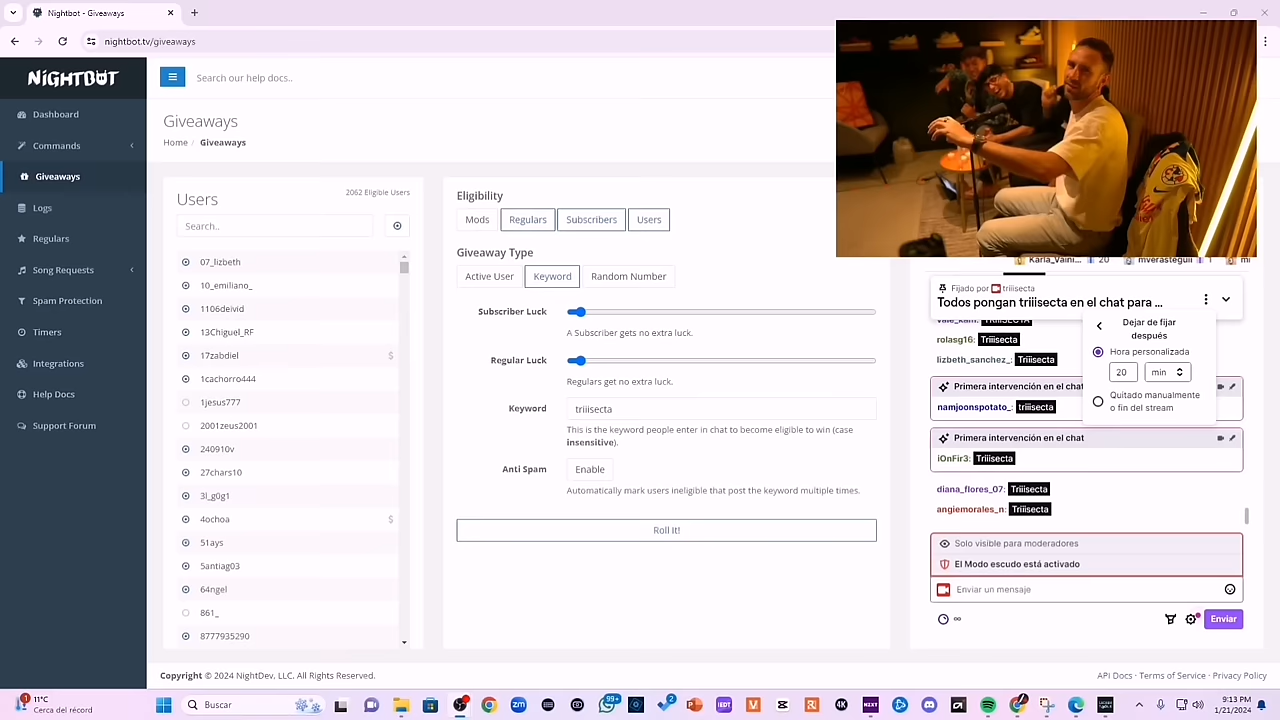 Nightbot - Giveaways
nightbot.tv/giveaways
NiGHTBOT
Search our help docs..
Dashboard
Commands
Giveaways
Logs
Regulars
Song Requests
Spam Protection
Timers
Integrations
Help Docs
Support Forum
Giveaways
Home / Giveaways
Users
2062 Eligible Users
Search..
07_lizbeth
10_emiliano_
1106deivid
17zabdiel
$
1cachorro444
2001zeus2001
240910v
27chars10
3l_gūg1
4ochoa
$
51ays
5antiag03
64ngel
861_
8777935290
Eligibility
Mods
Regulars
Subscribers
Users
Giveaway Type
Active User
Keyword
Random Number
Subscriber Luck
A Subscriber gets no extra luck.
Regular Luck
Regulars get no extra luck.
Keyword
triiisecta
This is the keyword people enter in chat to become eligible to win (case
insensitive).
Anti Spam
Enable
Automatically mark users ineligible that post the keyword multiple times.
Roll It!
Karla_Vaini... 20
mverasteguii 1
Fijado por triiisecta
Todos pongan triiisecta en el chat para ...
vale_kam: TRIIISECTA
rolasg16: Triiisecta
lizbeth_sanchez_: Triiisecta
Primera intervención en el chat
namjoonspotato_: triiisecta
Dejar de fijar
después
Hora personalizada
20
min
Quitado manualmente
o fin del stream
Primera intervención en el chat
iOnFir3: Triiisecta
diana_flores_07: Triiisecta
angiemorales_n: Triiisecta
Solo visible para moderadores
El Modo escudo está activado
Enviar un mensaje
∞
Enviar
Copyright © 2024 NightDev, LLC. All Rights Reserved.
API Docs · Terms of Service · Privacy Policy
1
11°C
Cerca del récord
Buscar
99+
9:13 PM
1/21/2024